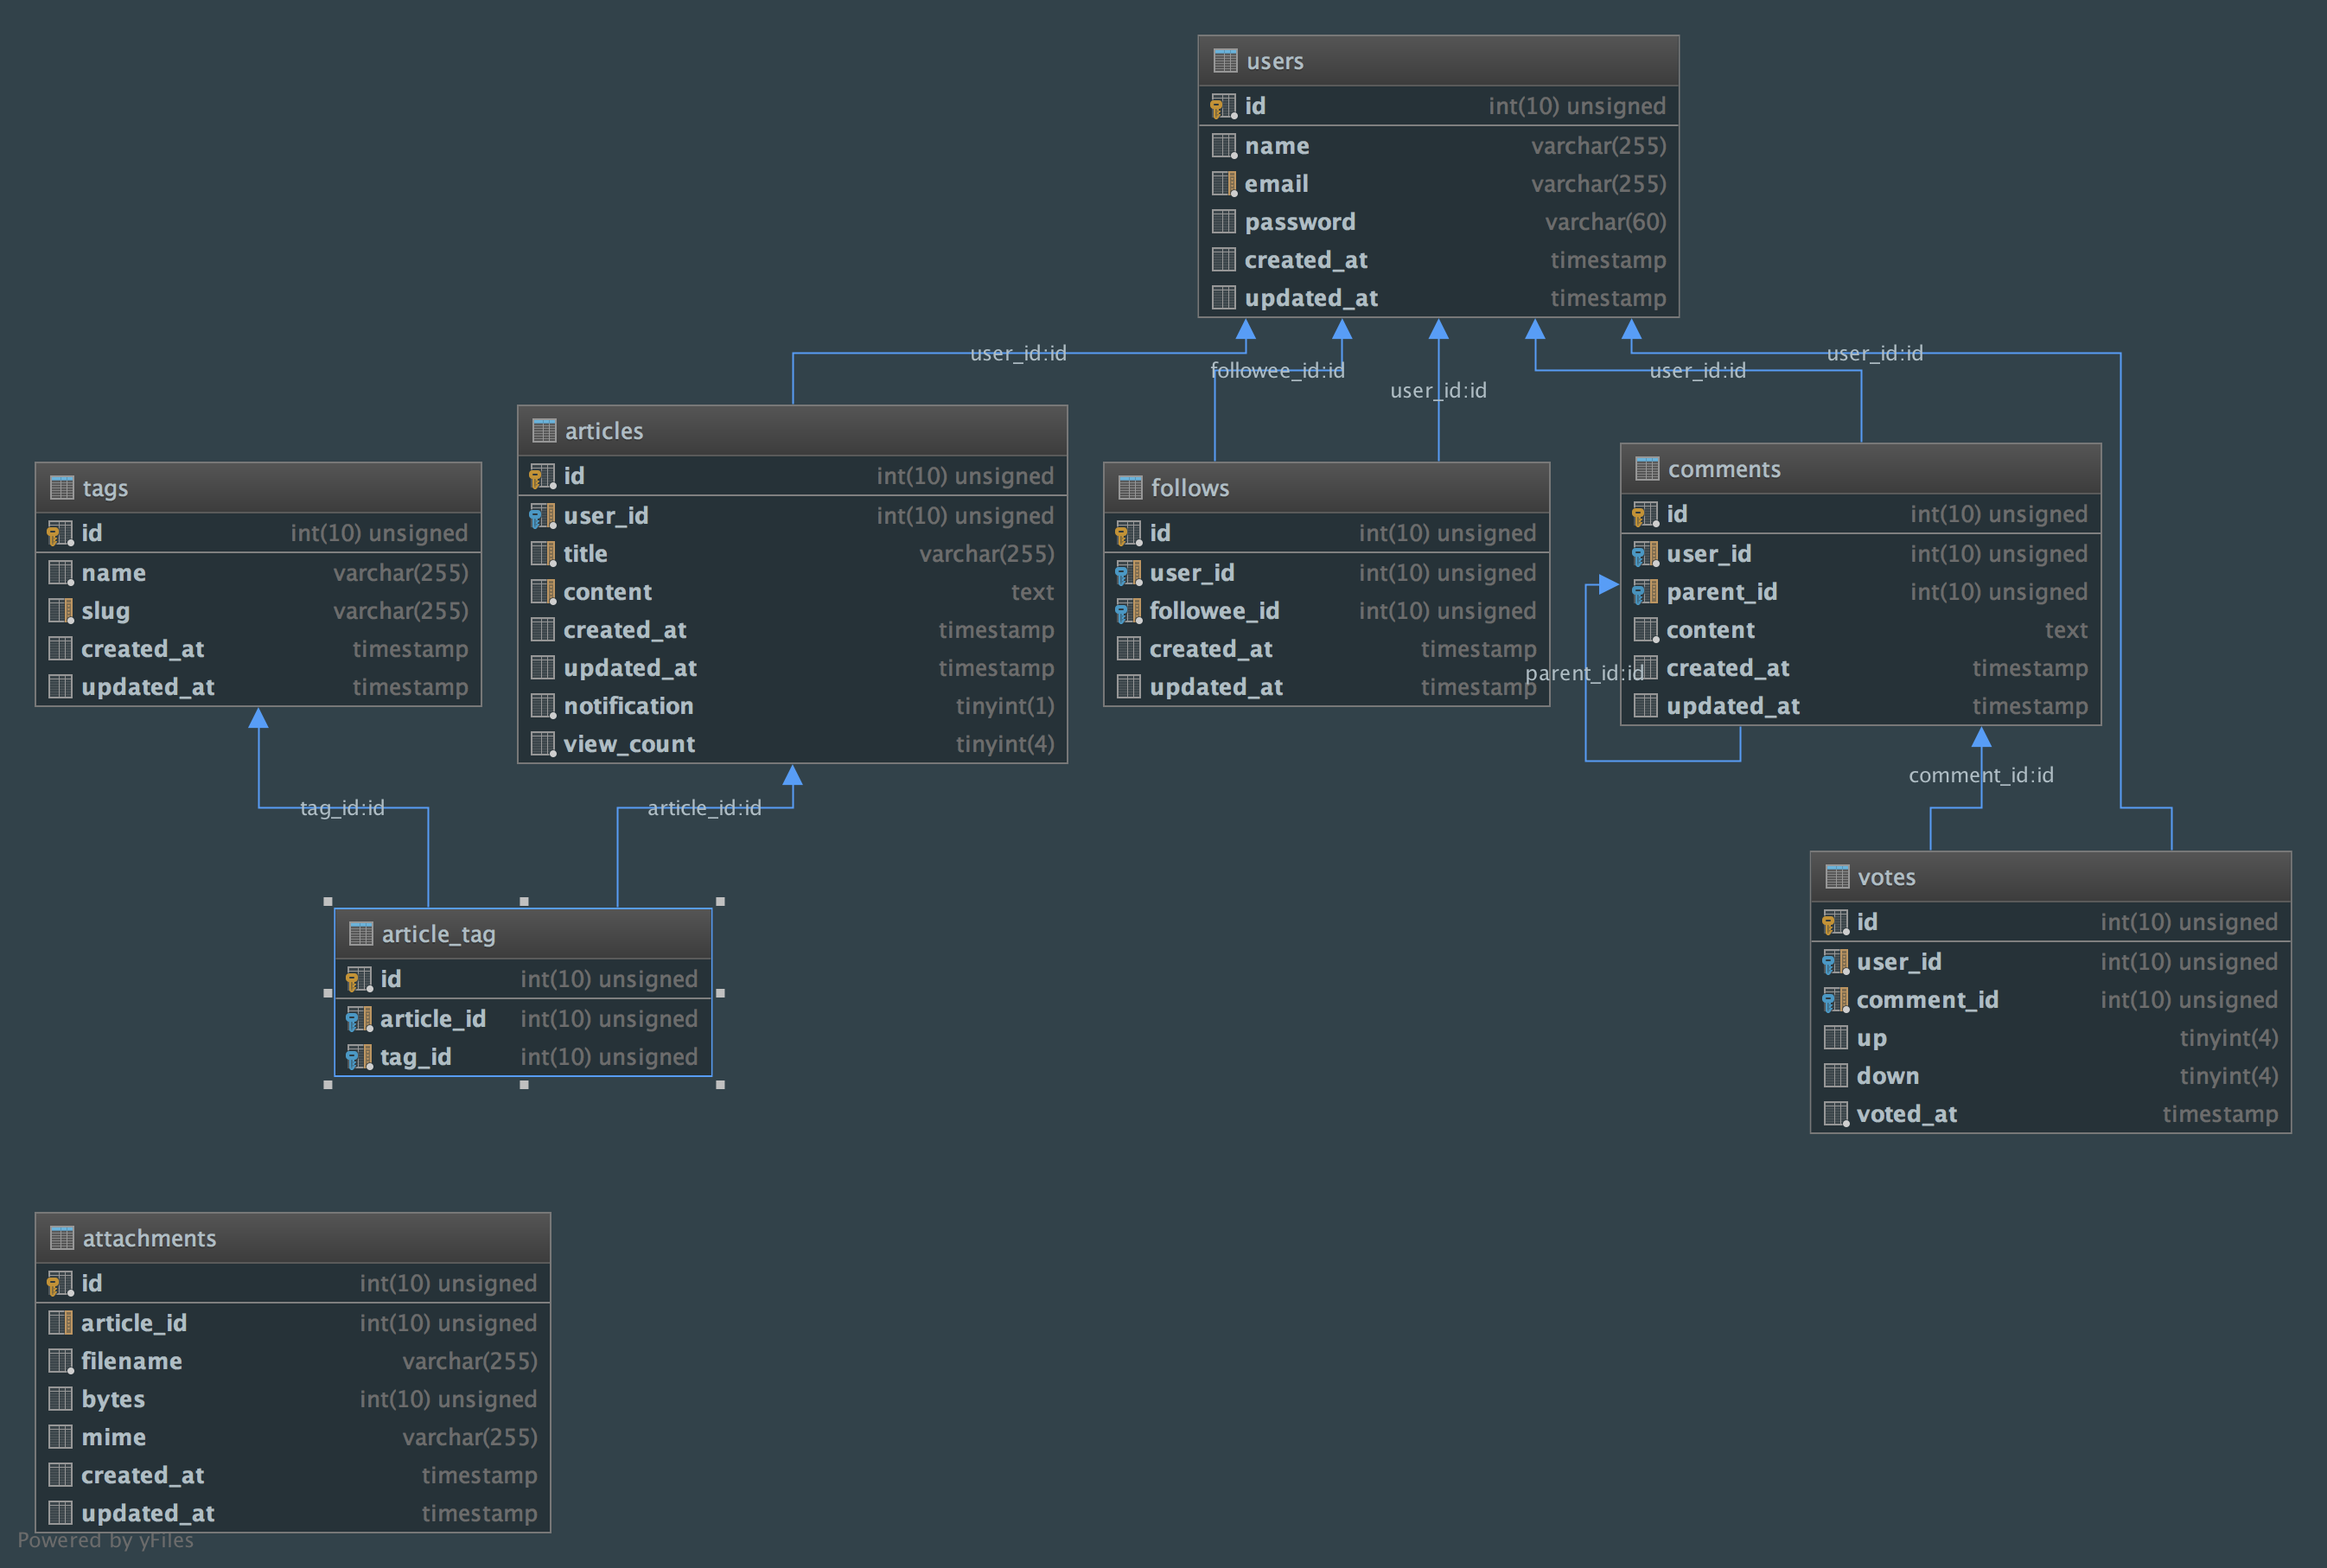 users
id int(10) unsigned
name varchar(255)
email varchar(255)
password varchar(60)
created_at timestamp
updated_at timestamp
user_id:id
followee_id:id
user_id:id
user_id:id
user_id:id
tags
id int(10) unsigned
name varchar(255)
slug varchar(255)
created_at timestamp
updated_at timestamp
articles
id int(10) unsigned
user_id int(10) unsigned
title varchar(255)
content text
created_at timestamp
updated_at timestamp
notification tinyint(1)
view_count tinyint(4)
follows
id int(10) unsigned
user_id int(10) unsigned
followee_id int(10) unsigned
created_at timestamp
updated_at timestamp
comments
id int(10) unsigned
user_id int(10) unsigned
parent_id int(10) unsigned
content text
created_at timestamp
updated_at timestamp
parent_id:id
tag_id:id
article_id:id
comment_id:id
article_tag
id int(10) unsigned
article_id int(10) unsigned
tag_id int(10) unsigned
votes
id int(10) unsigned
user_id int(10) unsigned
comment_id int(10) unsigned
up tinyint(4)
down tinyint(4)
voted_at timestamp
attachments
id int(10) unsigned
article_id int(10) unsigned
filename varchar(255)
bytes int(10) unsigned
mime varchar(255)
created_at timestamp
updated_at timestamp
Powered by yFiles